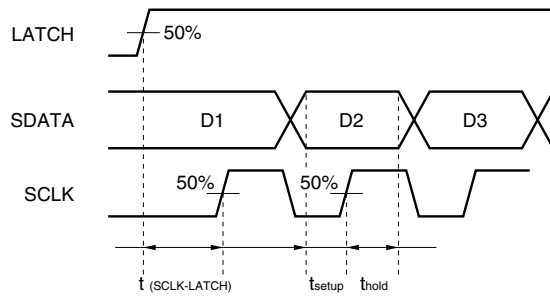 LATCH
50%
SDATA
D1
D2
D3
SCLK
50%
50%
t (SCLK-LATCH)
tsetup
thold